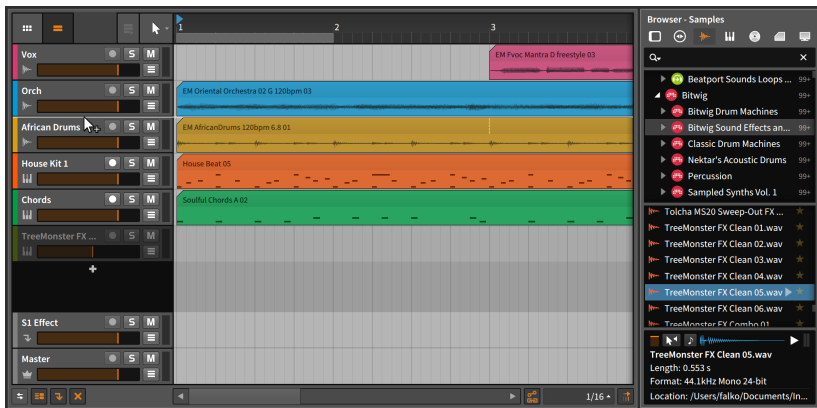 1 2 3
Vox S M
EM Fvoc Mantra D freestyle 03
Orch S M
EM Oriental Orchestra 02 G 120bpm 03
African Drums S M
EM AfricanDrums 120bpm 6.8 01
House Kit 1 S M
House Beat 05
Chords S M
Soulful Chords A 02
TreeMonster FX ... S M
S1 Effect S M
Master S M
1/16
Browser - Samples
Beatport Sounds Loops ... 99+
Bitwig 99+
Bitwig Drum Machines 99+
Bitwig Sound Effects an... 99+
Classic Drum Machines 99+
Nektar's Acoustic Drums 99+
Percussion 99+
Sampled Synths Vol. 1 99+
Tolcha MS20 Sweep-Out FX ...
TreeMonster FX Clean 01.wav
TreeMonster FX Clean 02.wav
TreeMonster FX Clean 03.wav
TreeMonster FX Clean 04.wav
TreeMonster FX Clean 05.wav
TreeMonster FX Clean 06.wav
TreeMonster FX Combo 01
TreeMonster FX Clean 05.wav
Length: 0.553 s
Format: 44.1kHz Mono 24-bit
Location: /Users/falko/Documents/In...